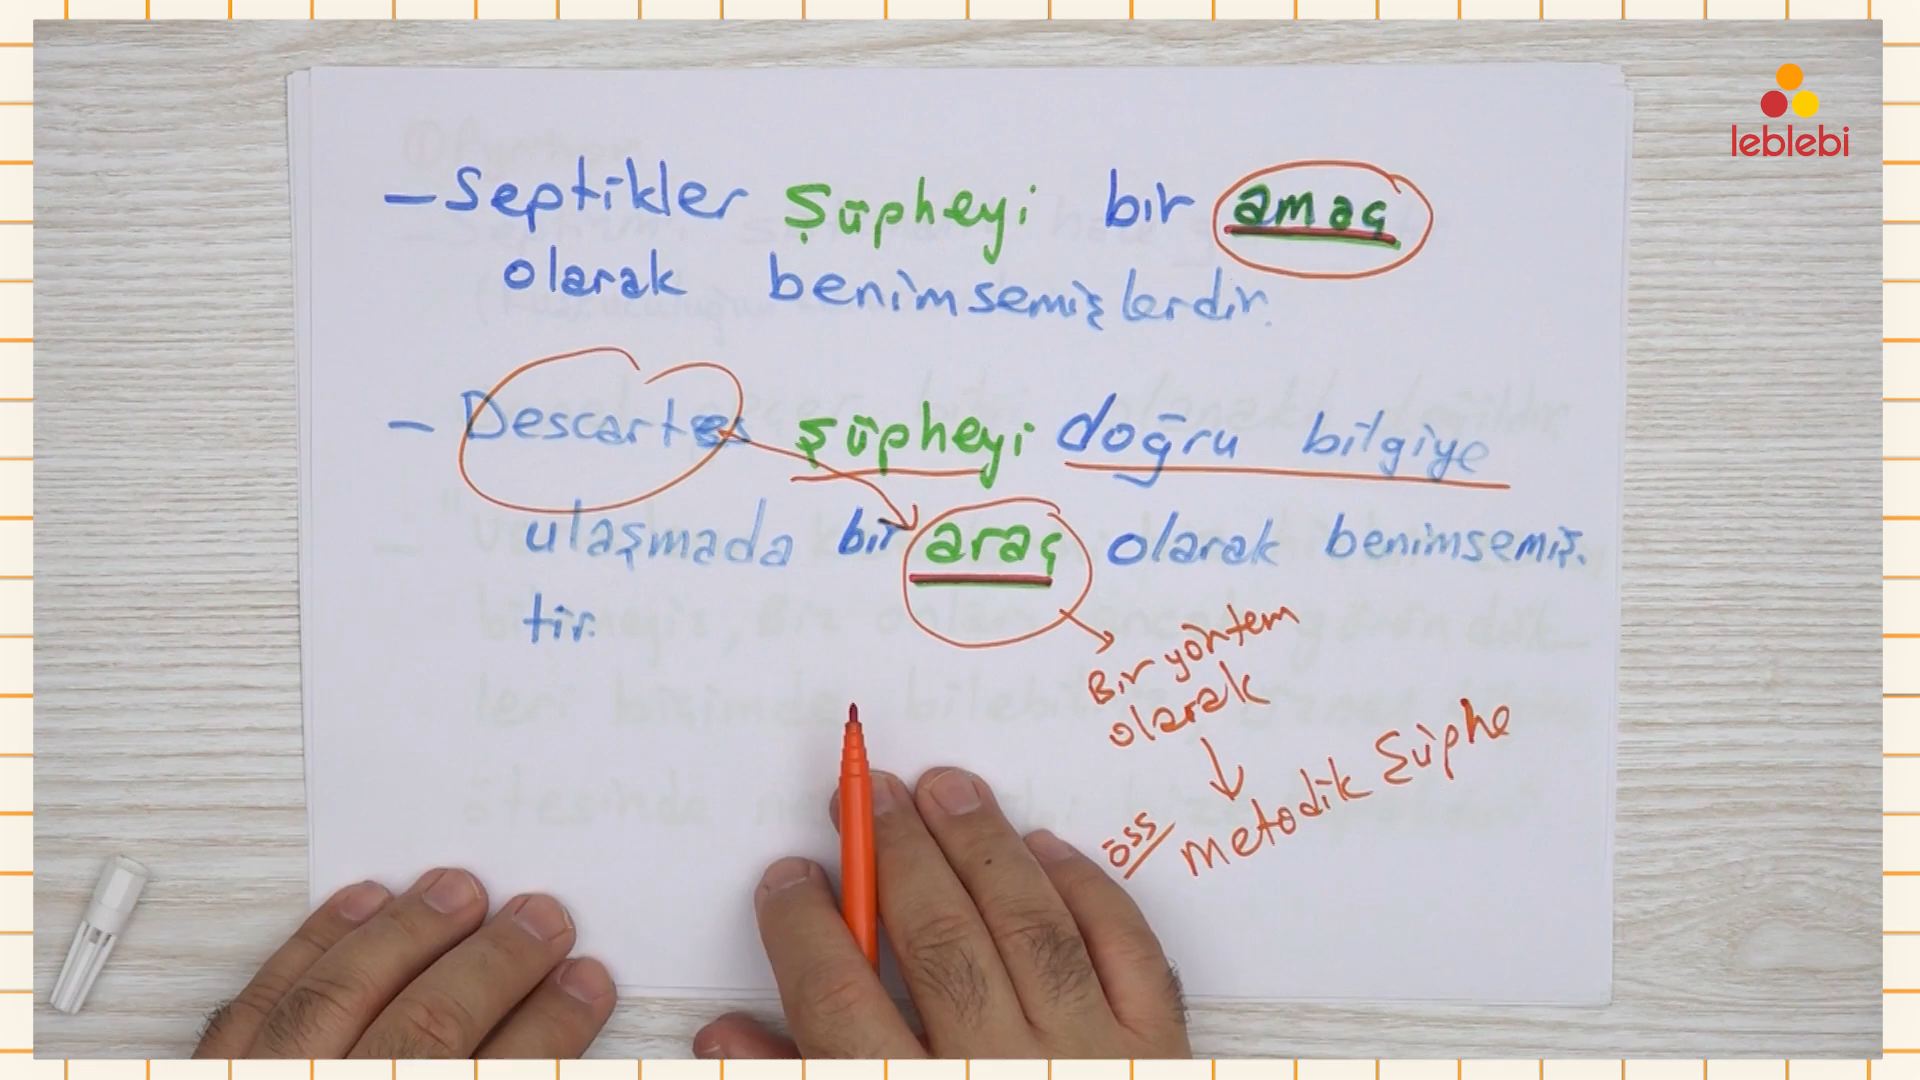 leblebi
– Septikler şüpheyi bir amaç
olarak benimsemişlerdir.
– Descartes şüpheyi doğru bilgiye
ulaşmada bir araç olarak benimsemiş.
tir.
Bir yöntem
olarak
↓
öss metodik şüphe